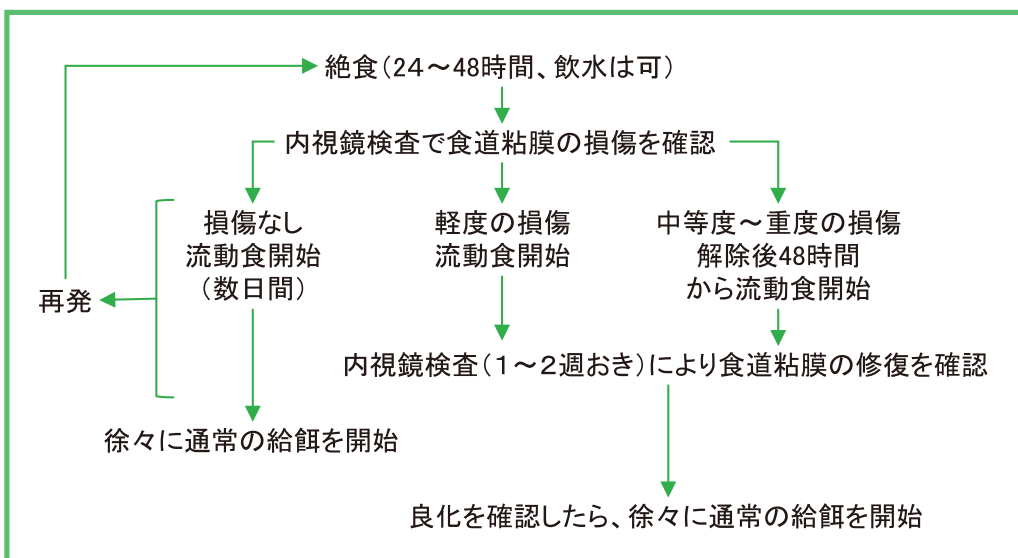 絶食（24～48時間、飲水は可）
内視鏡検査で食道粘膜の損傷を確認
損傷なし
流動食開始
（数日間）
軽度の損傷
流動食開始
中等度～重度の損傷
解除後48時間
から流動食開始
再発
内視鏡検査（１～２週おき）により食道粘膜の修復を確認
徐々に通常の給餌を開始
良化を確認したら、徐々に通常の給餌を開始